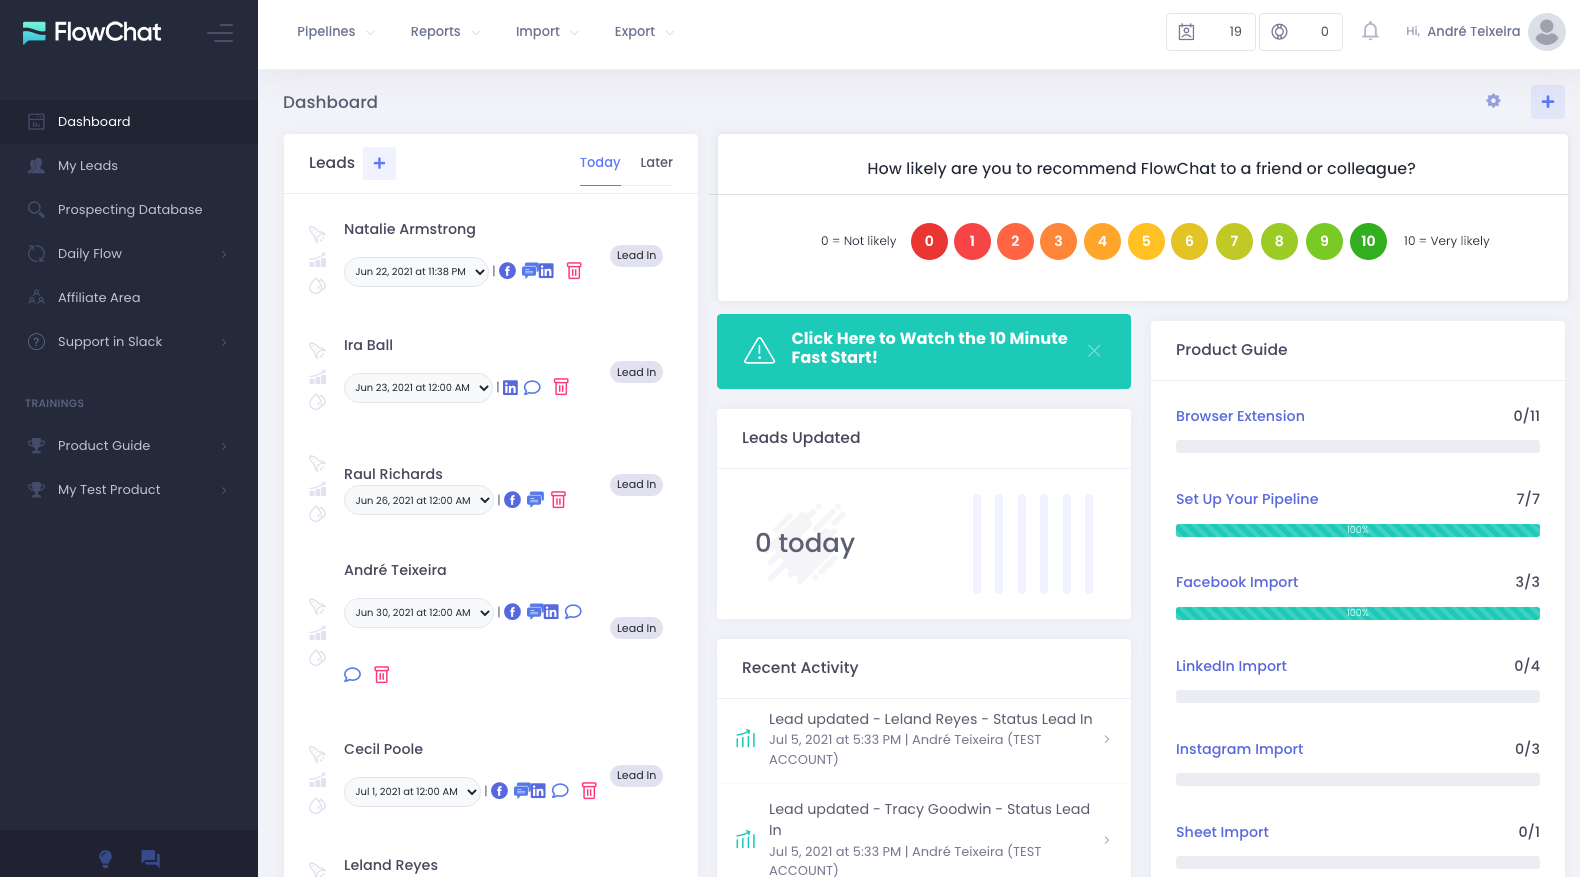 FlowChat
Pipelines
Reports
Import
Export
19
0
Hi, André Teixeira
Dashboard
My Leads
Prospecting Database
Daily Flow
Affiliate Area
Support in Slack
TRAININGS
Product Guide
My Test Product
Dashboard
Leads
Today
Later
Natalie Armstrong
Jun 22, 2021 at 11:38 PM |
Lead In
Ira Ball
Jun 23, 2021 at 12:00 AM |
Lead In
Raul Richards
Jun 26, 2021 at 12:00 AM |
Lead In
André Teixeira
Jun 30, 2021 at 12:00 AM |
Lead In
Cecil Poole
Jul 1, 2021 at 12:00 AM |
Lead In
Leland Reyes
How likely are you to recommend FlowChat to a friend or colleague?
0 = Not likely 0 1 2 3 4 5 6 7 8 9 10 10 = Very likely
Click Here to Watch the 10 Minute
Fast Start!
Leads Updated
0 today
Recent Activity
Lead updated - Leland Reyes - Status Lead In
Jul 5, 2021 at 5:33 PM | André Teixeira (TEST
ACCOUNT)
Lead updated - Tracy Goodwin - Status Lead
In
Jul 5, 2021 at 5:33 PM | André Teixeira (TEST
ACCOUNT)
Product Guide
Browser Extension 0/11
Set Up Your Pipeline 7/7
100%
Facebook Import 3/3
100%
LinkedIn Import 0/4
Instagram Import 0/3
Sheet Import 0/1